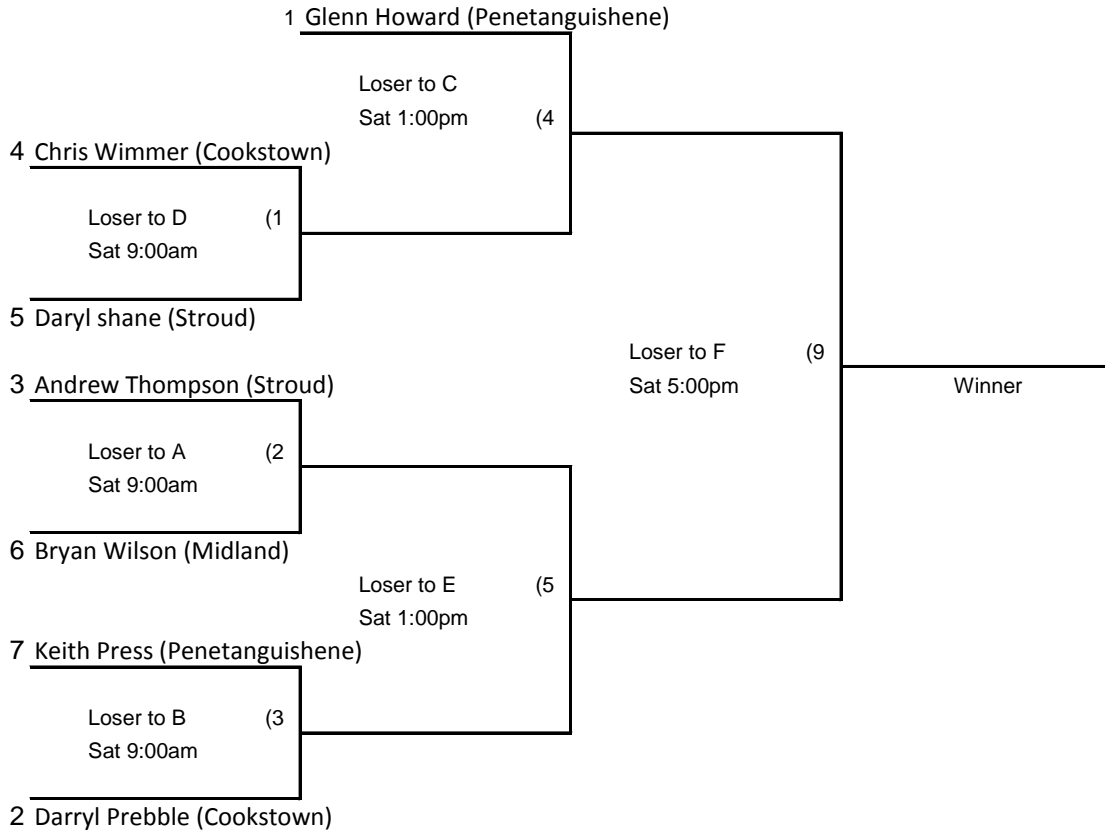 1 Glenn Howard (Penetanguishene)
Loser to C
Sat 1:00pm (4
4 Chris Wimmer (Cookstown)
Loser to D (1
Sat 9:00am
5 Daryl shane (Stroud)
Loser to F (9
Sat 5:00pm Winner
3 Andrew Thompson (Stroud)
Loser to A (2
Sat 9:00am
6 Bryan Wilson (Midland)
Loser to E (5
Sat 1:00pm
7 Keith Press (Penetanguishene)
Loser to B (3
Sat 9:00am
2 Darryl Prebble (Cookstown)